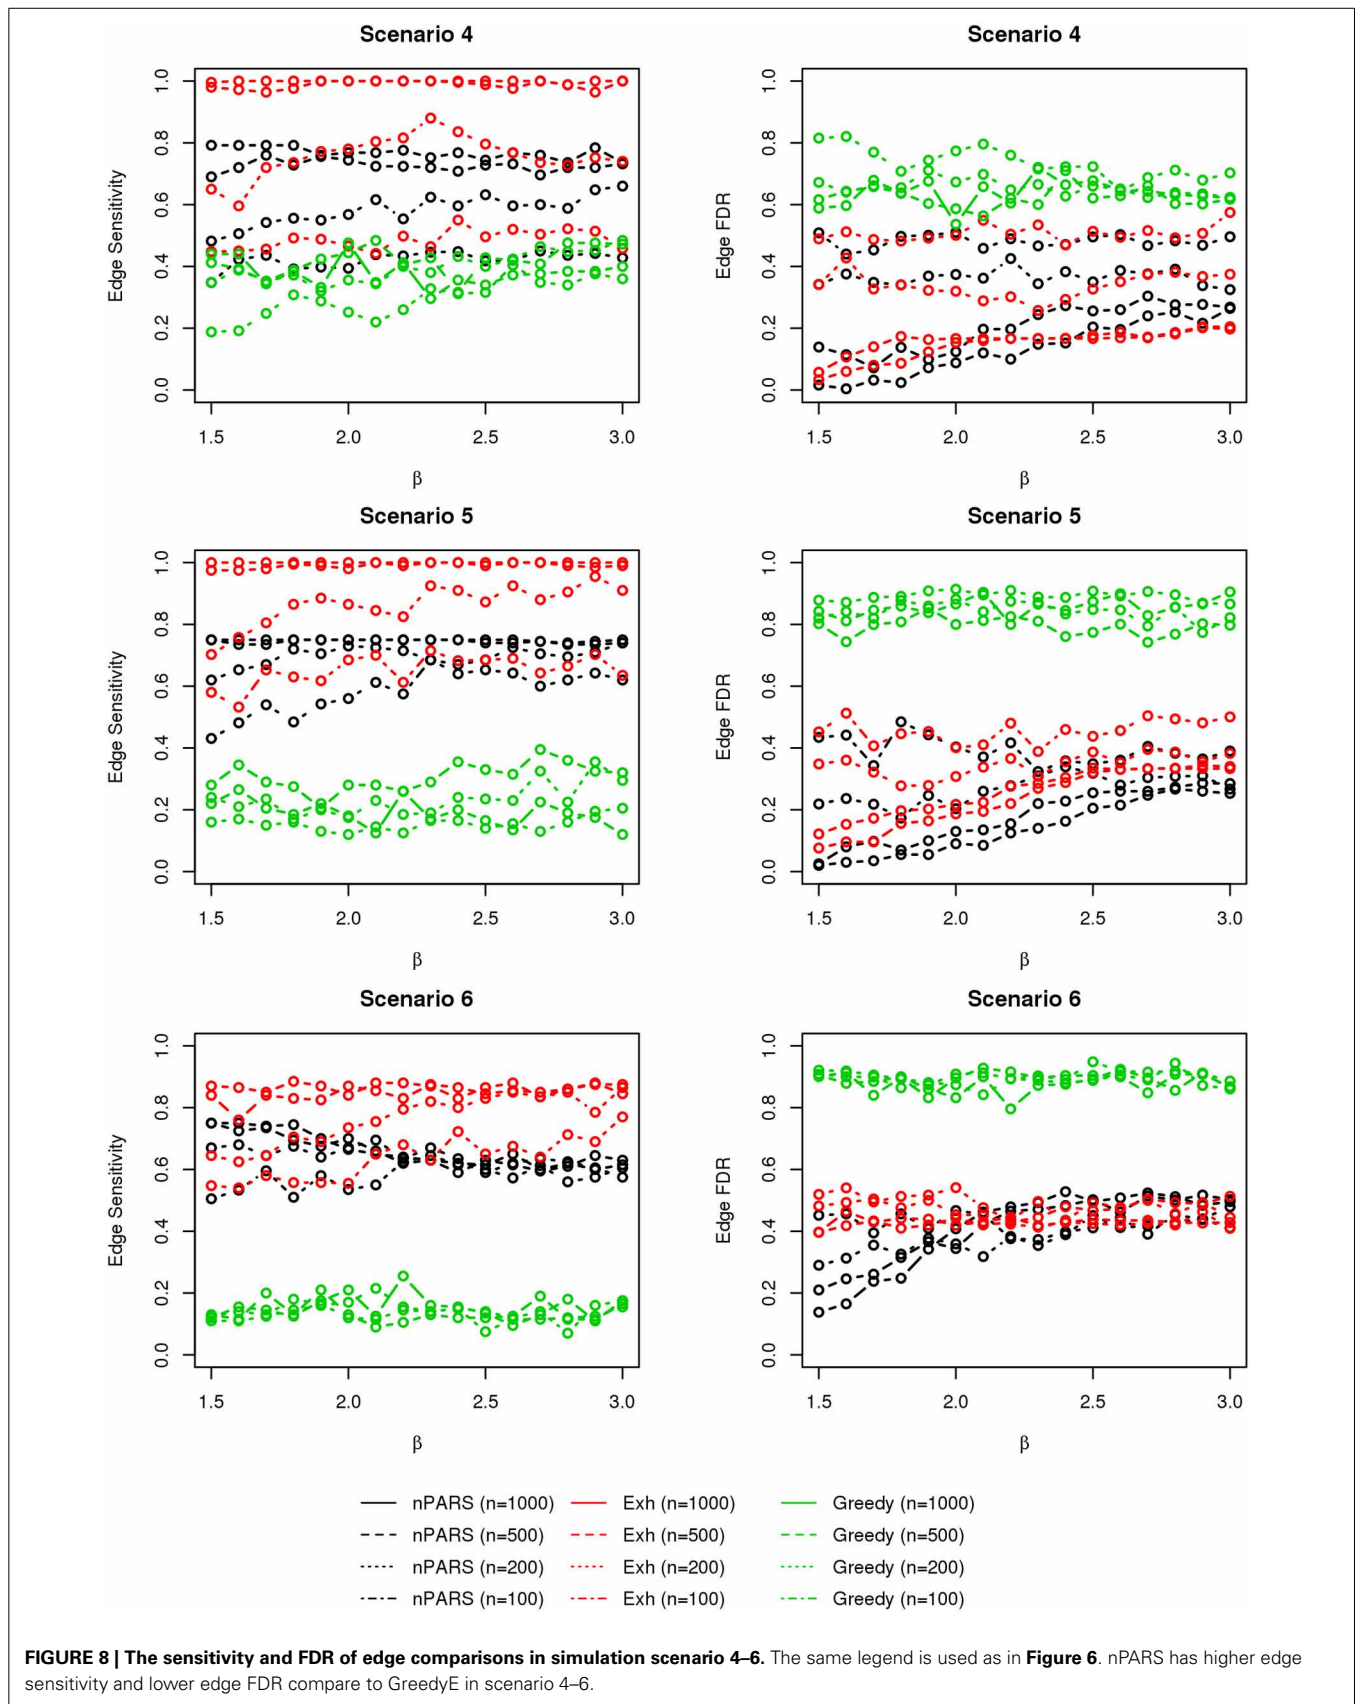 Scenario 4
Edge Sensitivity
0.0 0.2 0.4 0.6 0.8 1.0
1.5 2.0 2.5 3.0
β
Scenario 4
Edge FDR
0.0 0.2 0.4 0.6 0.8 1.0
1.5 2.0 2.5 3.0
β
Scenario 5
Edge Sensitivity
0.0 0.2 0.4 0.6 0.8 1.0
1.5 2.0 2.5 3.0
β
Scenario 5
Edge FDR
0.0 0.2 0.4 0.6 0.8 1.0
1.5 2.0 2.5 3.0
β
Scenario 6
Edge Sensitivity
0.0 0.2 0.4 0.6 0.8 1.0
1.5 2.0 2.5 3.0
β
Scenario 6
Edge FDR
0.0 0.2 0.4 0.6 0.8 1.0
1.5 2.0 2.5 3.0
β
nPARS (n=1000) Exh (n=1000) Greedy (n=1000)
nPARS (n=500) Exh (n=500) Greedy (n=500)
nPARS (n=200) Exh (n=200) Greedy (n=200)
nPARS (n=100) Exh (n=100) Greedy (n=100)
FIGURE 8 | The sensitivity and FDR of edge comparisons in simulation scenario 4–6. The same legend is used as in Figure 6. nPARS has higher edge
sensitivity and lower edge FDR compare to GreedyE in scenario 4–6.